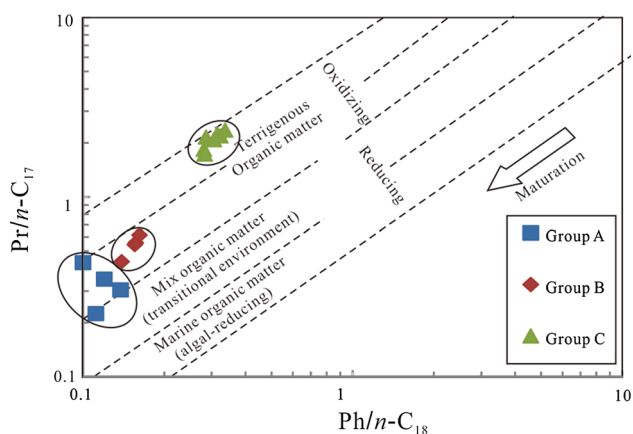 10
1
0.1
Pr/n-C17
0.1
1
10
Ph/n-C18
Oxidizing
Reducing
Terrigenous
Organic matter
Mix organic matter
(transitional environment)
Marine organic matter
(algal-reducing)
Maturation
Group A
Group B
Group C